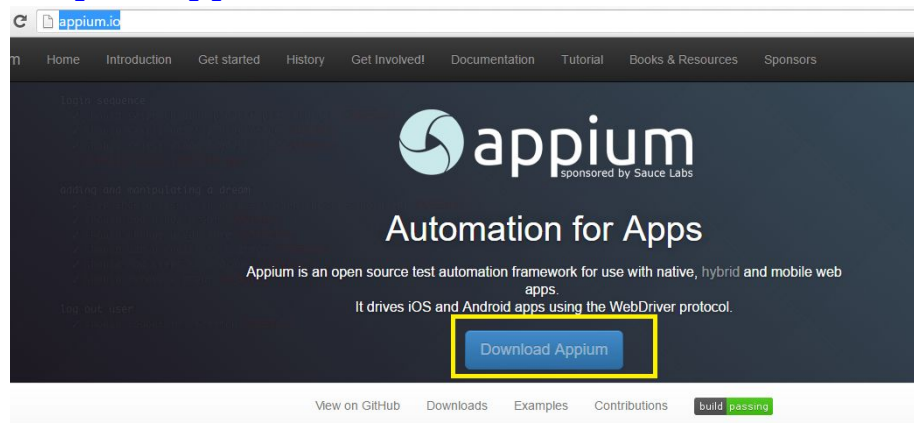 appium.io
Home Introduction Get started History Get Involved! Documentation Tutorial Books & Resources Sponsors
login sequence
appium
sponsored by Sauce Labs
adding and manipulating a dream
Automation for Apps
Appium is an open source test automation framework for use with native, hybrid and mobile web
apps.
It drives iOS and Android apps using the WebDriver protocol.
log out user
Download Appium
View on GitHub Downloads Examples Contributions build passing